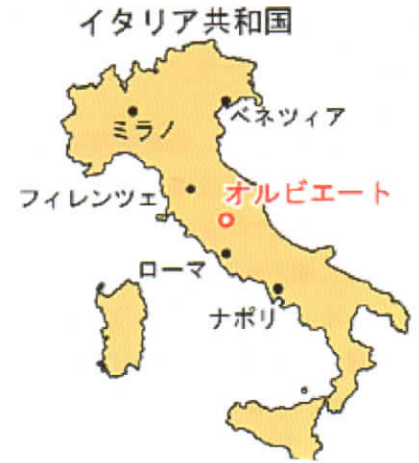 イタリア共和国
ベネツィア
ミラノ
フィレンツェ
オルビエート
ローマ
ナポリ